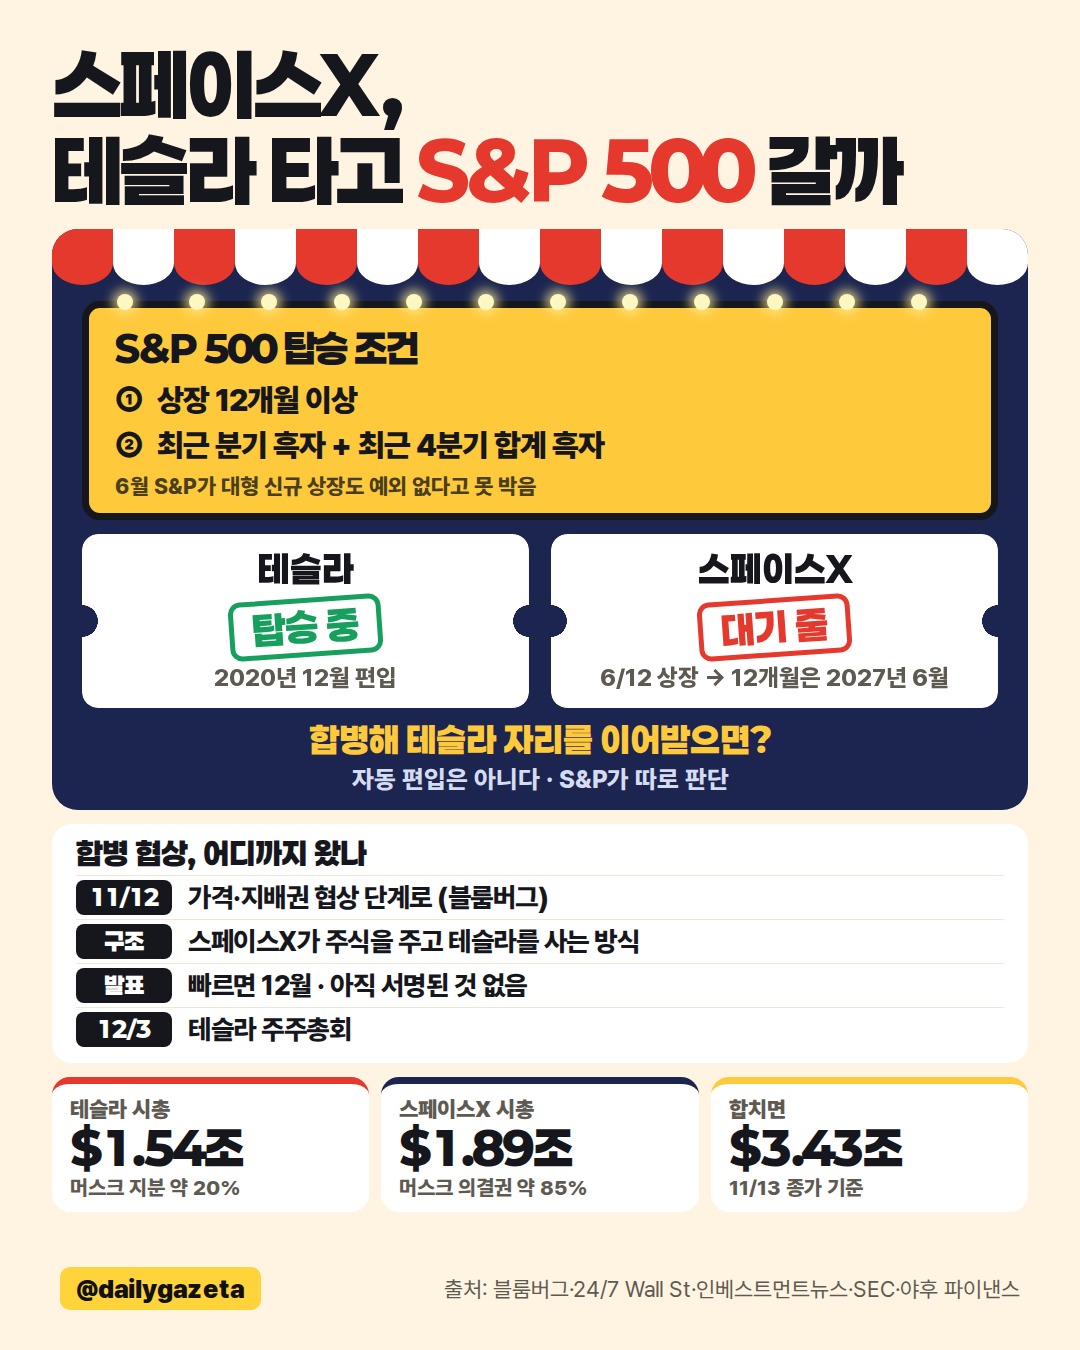 스페이스X,
테슬라 타고 S&P 500 갈까
S&P 500 탑승 조건
① 상장 12개월 이상
② 최근 분기 흑자 + 최근 4분기 합계 흑자
6월 S&P가 대형 신규 상장도 예외 없다고 못 박음
테슬라
탑승 중
2020년 12월 편입
스페이스X
대기 줄
6/12 상장 → 12개월은 2027년 6월
합병해 테슬라 자리를 이어받으면?
자동 편입은 아니다 · S&P가 따로 판단
합병 협상, 어디까지 왔나
11/12 가격·지배권 협상 단계로 (블룸버그)
구조 스페이스X가 주식을 주고 테슬라를 사는 방식
발표 빠르면 12월 · 아직 서명된 것 없음
12/3 테슬라 주주총회
테슬라 시총
$1.54조
머스크 지분 약 20%
스페이스X 시총
$1.89조
머스크 의결권 약 85%
합치면
$3.43조
11/13 종가 기준
@dailygazeta
출처: 블룸버그·24/7 Wall St·인베스트먼트뉴스·SEC·야후 파이낸스